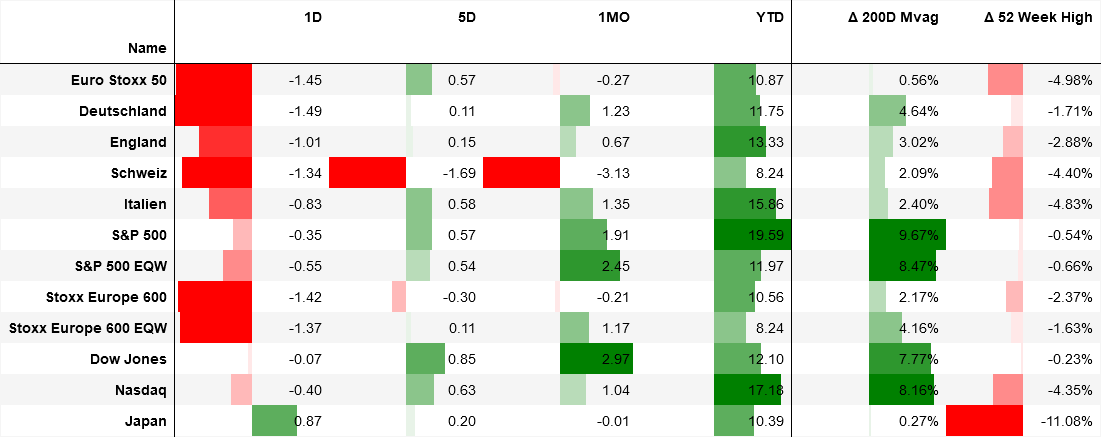 1D 5D 1MO YTD Δ 200D Mvag Δ 52 Week High
Name
Euro Stoxx 50 -1.45 0.57 -0.27 10.87 0.56% -4.98%
Deutschland -1.49 0.11 1.23 11.75 4.64% -1.71%
England -1.01 0.15 0.67 13.33 3.02% -2.88%
Schweiz -1.34 -1.69 -3.13 8.24 2.09% -4.40%
Italien -0.83 0.58 1.35 15.86 2.40% -4.83%
S&P 500 -0.35 0.57 1.91 19.59 9.67% -0.54%
S&P 500 EQW -0.55 0.54 2.45 11.97 8.47% -0.66%
Stoxx Europe 600 -1.42 -0.30 -0.21 10.56 2.17% -2.37%
Stoxx Europe 600 EQW -1.37 0.11 1.17 8.24 4.16% -1.63%
Dow Jones -0.07 0.85 2.97 12.10 7.77% -0.23%
Nasdaq -0.40 0.63 1.04 17.18 8.16% -4.35%
Japan 0.87 0.20 -0.01 10.39 0.27% -11.08%